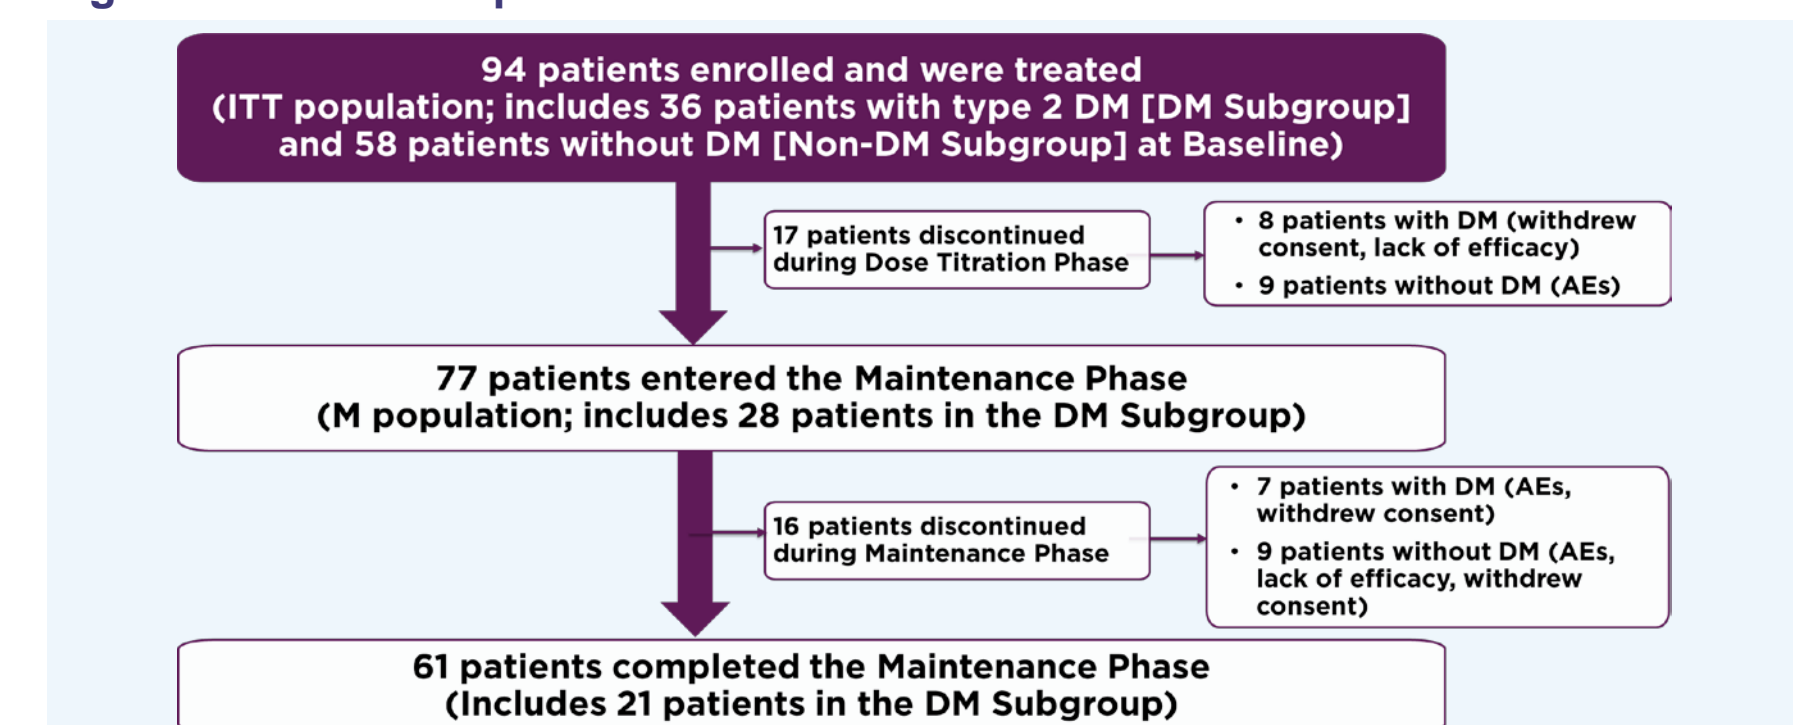 94 patients enrolled and were treated
(ITT population; includes 36 patients with type 2 DM [DM Subgroup]
and 58 patients without DM [Non-DM Subgroup] at Baseline)
17 patients discontinued
during Dose Titration Phase
• 8 patients with DM (withdrew
consent, lack of efficacy)
• 9 patients without DM (AEs)
77 patients entered the Maintenance Phase
(M population; includes 28 patients in the DM Subgroup)
16 patients discontinued
during Maintenance Phase
• 7 patients with DM (AEs,
withdrew consent)
• 9 patients without DM (AEs,
lack of efficacy, withdrew
consent)
61 patients completed the Maintenance Phase
(Includes 21 patients in the DM Subgroup)